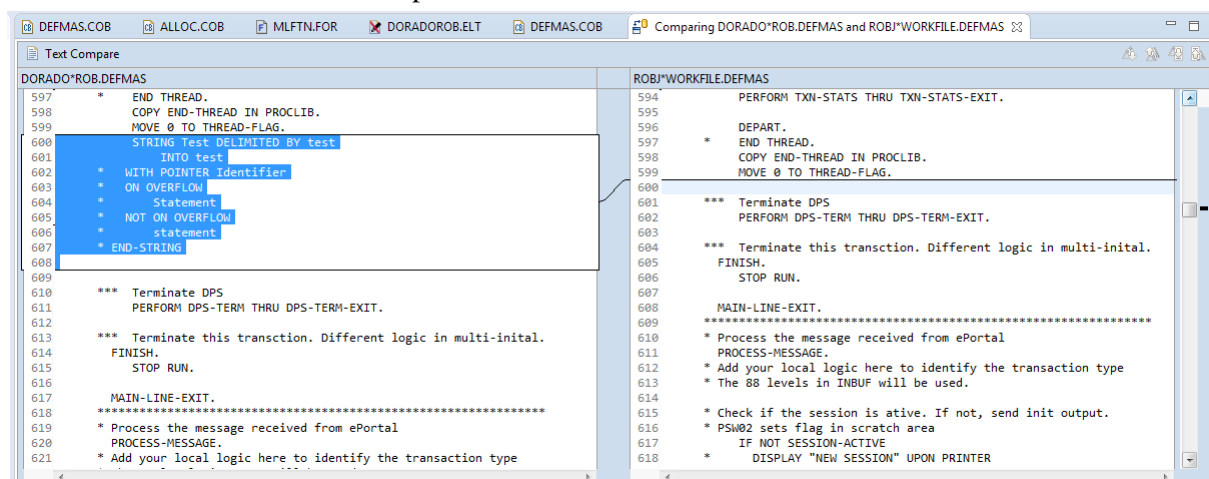 DEFMAS.COB ALLOC.COB MLFTN.FOR DORADOROB.ELT DEFMAS.COB Comparing DORADO*ROB.DEFMAS and ROBJ*WORKFILE.DEFMAS
Text Compare
DORADO*ROB.DEFMAS
597 * END THREAD.
598 COPY END-THREAD IN PROCLIB.
599 MOVE 0 TO THREAD-FLAG.
600 STRING Test DELIMITED BY test
601 INTO test
602 * WITH POINTER Identifier
603 * ON OVERFLOW
604 * Statement
605 * NOT ON OVERFLOW
606 * statement
607 * END-STRING
608
609
610 *** Terminate DPS
611 PERFORM DPS-TERM THRU DPS-TERM-EXIT.
612
613 *** Terminate this transction. Different logic in multi-inital.
614 FINISH.
615 STOP RUN.
616
617 MAIN-LINE-EXIT.
618 ****************************************************************
619 * Process the message received from ePortal
620 PROCESS-MESSAGE.
621 * Add your local logic here to identify the transaction type
ROBJ*WORKFILE.DEFMAS
594 PERFORM TXN-STATS THRU TXN-STATS-EXIT.
595
596 DEPART.
597 * END THREAD.
598 COPY END-THREAD IN PROCLIB.
599 MOVE 0 TO THREAD-FLAG.
600
601 *** Terminate DPS
602 PERFORM DPS-TERM THRU DPS-TERM-EXIT.
603
604 *** Terminate this transction. Different logic in multi-inital.
605 FINISH.
606 STOP RUN.
607
608 MAIN-LINE-EXIT.
609 ****************************************************************
610 * Process the message received from ePortal
611 PROCESS-MESSAGE.
612 * Add your local logic here to identify the transaction type
613 * The 88 levels in INBUF will be used.
614
615 * Check if the session is ative. If not, send init output.
616 * PSW02 sets flag in scratch area
617 IF NOT SESSION-ACTIVE
618 * DISPLAY "NEW SESSION" UPON PRINTER